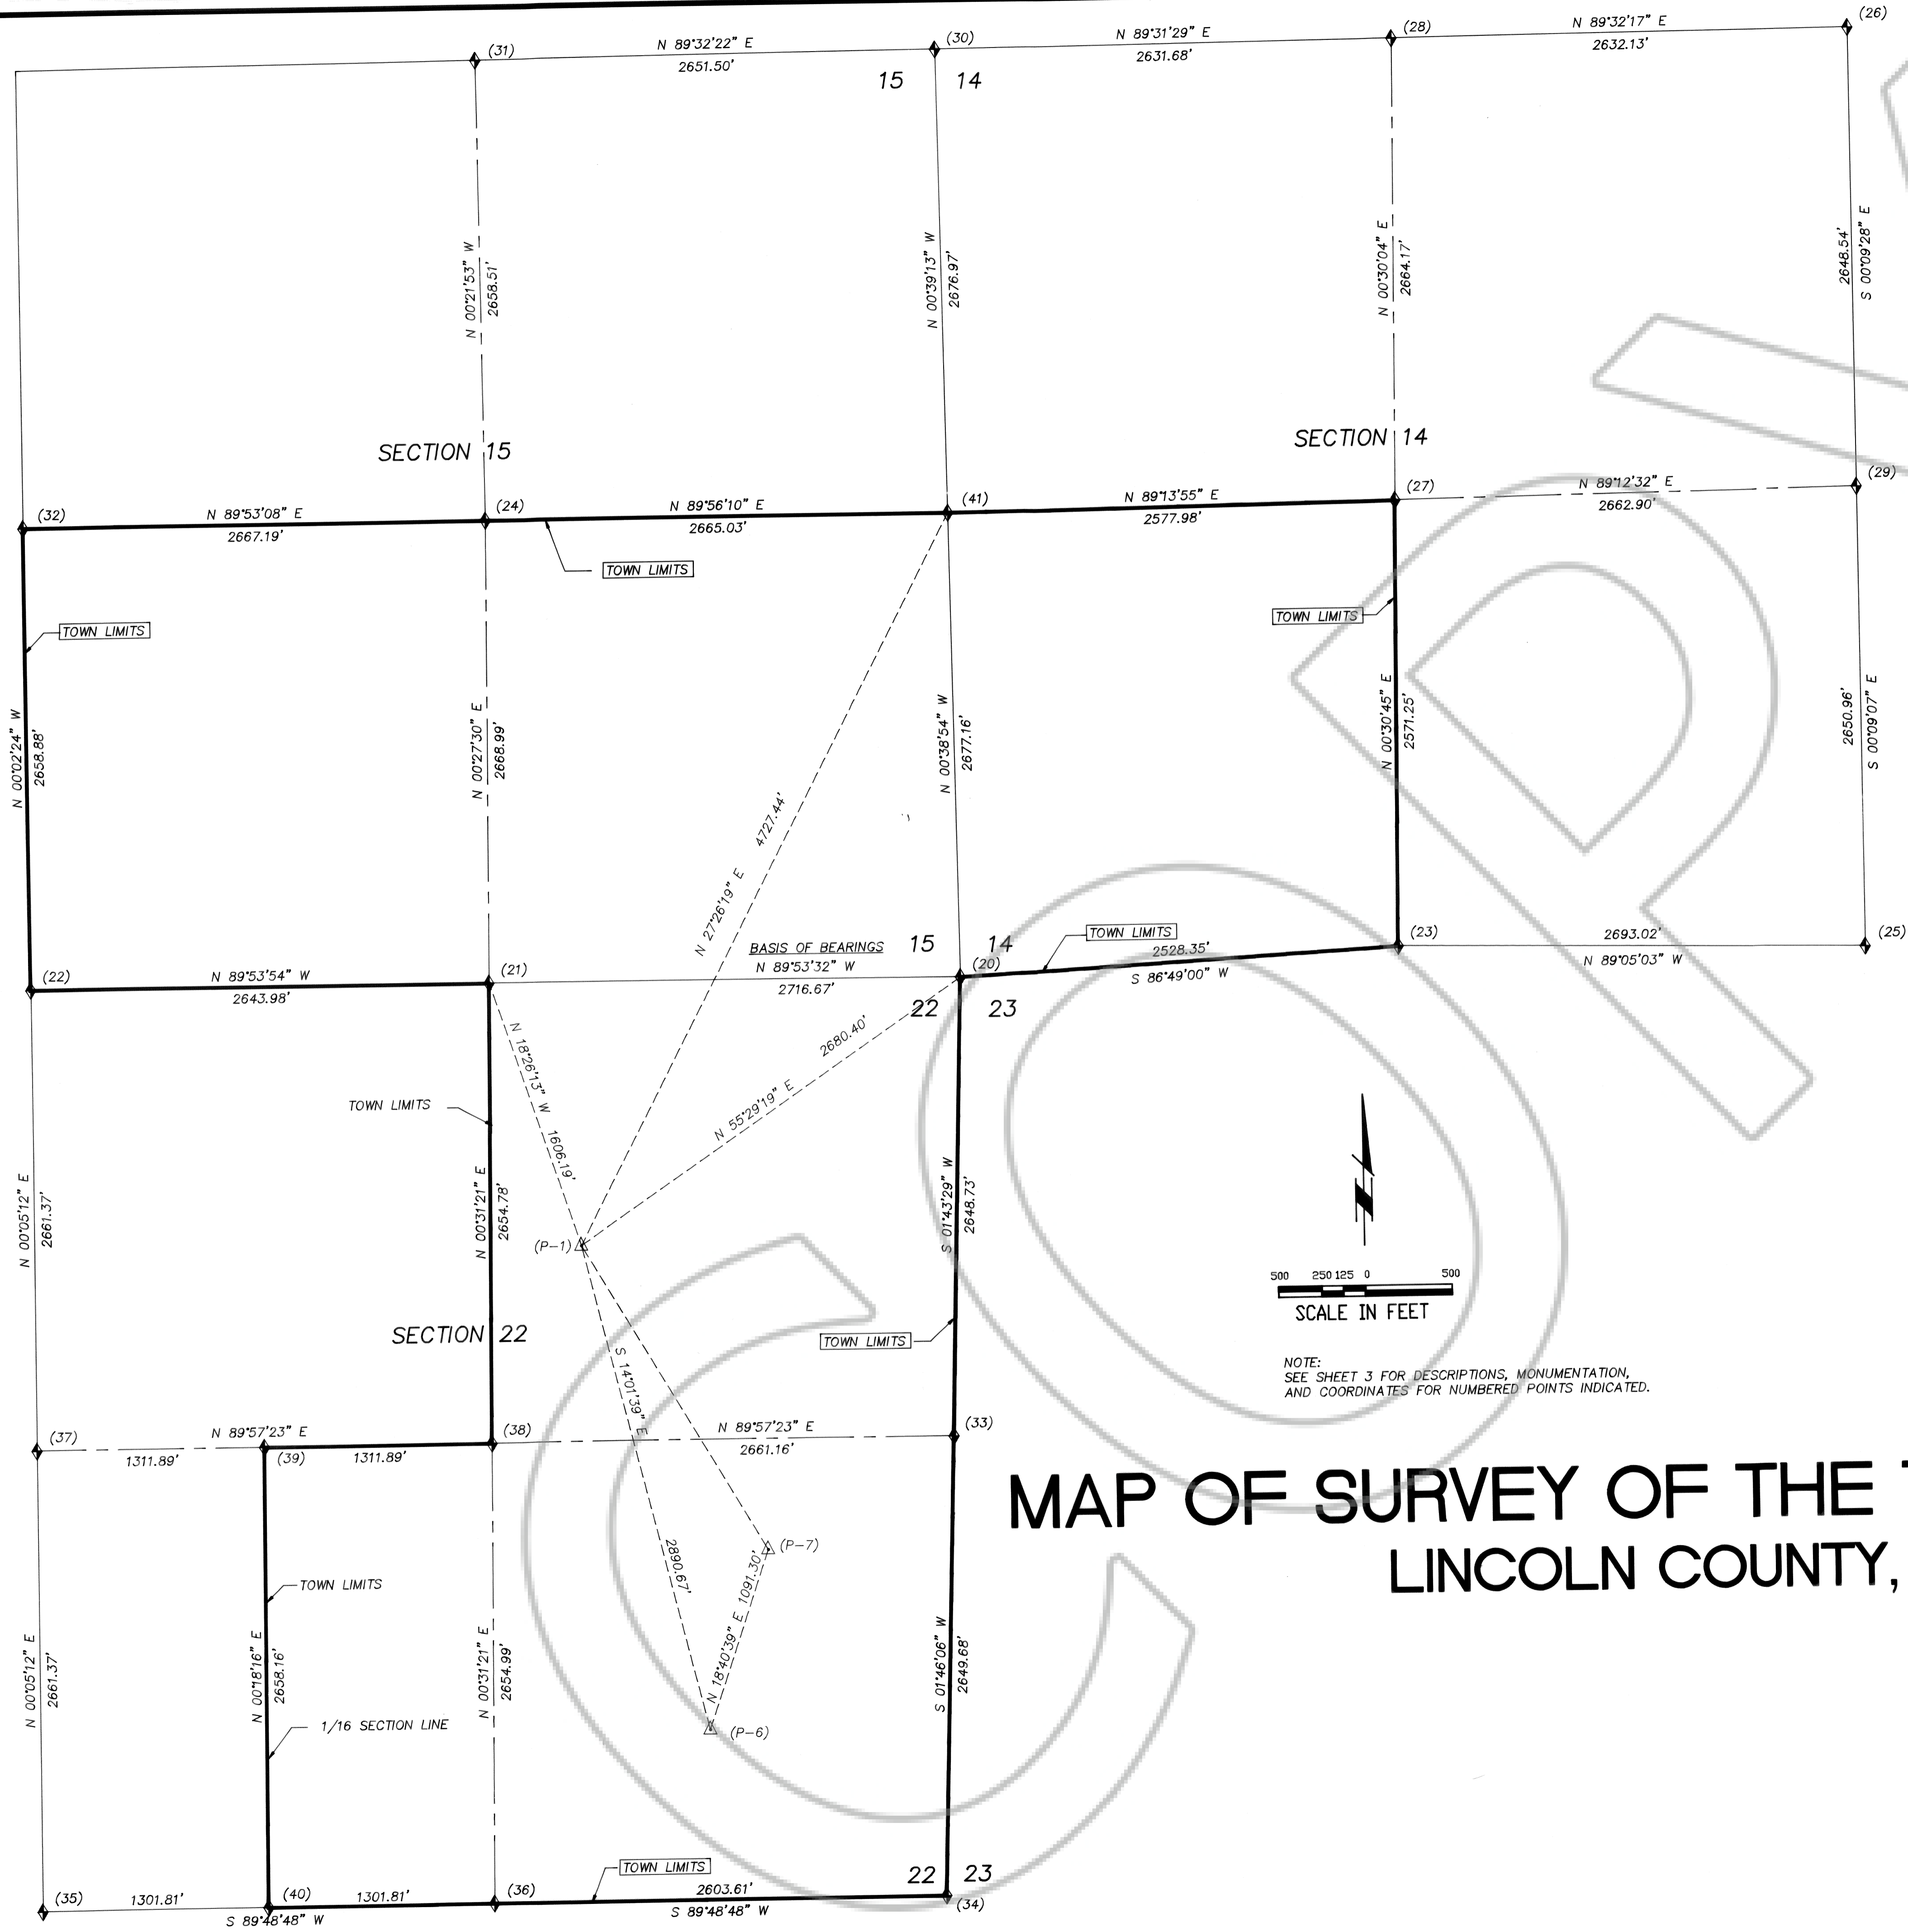 N 89°32'17" E
(26)
2632.13'
N 89°31'29" E
(28)
2631.68'
N 89°32'22" E
(30)
2651.50'
(31)
15 14
N 00°21'53" W
2658.51'
N 00°39'13" W
2676.97'
N 00°30'04" E
2664.17'
2648.54'
S 00°09'28" E
SECTION 15
SECTION 14
(32)
N 89°53'08" E
2667.19'
(24)
N 89°56'10" E
2665.03'
(41)
N 89°13'55" E
2577.98'
(27)
N 89°12'32" E
2662.90'
(29)
TOWN LIMITS
TOWN LIMITS
TOWN LIMITS
N 00°02'24" W
2658.88'
N 00°27'30" E
2668.99'
N 27°26'19" E 4727.44'
N 00°38'54" W
2677.16'
N 00°30'45" E
2571.25'
2650.96'
S 00°09'07" E
(22)
N 89°53'54" W
2643.98'
(21)
BASIS OF BEARINGS
N 89°53'32" W
2716.67'
15 14
(20)
22 23
TOWN LIMITS
2528.35'
S 86°49'00" W
(23)
2693.02'
N 89°05'03" W
(25)
N 18°26'13" W 1606.19'
N 55°29'19" E 2680.40'
TOWN LIMITS
N 00°05'12" E
2661.37'
N 00°31'21" E
2654.78'
S 01°43'29" W
2648.73'
(P-1)
SECTION 22
TOWN LIMITS
500 250 125 0 500
SCALE IN FEET
NOTE:
SEE SHEET 3 FOR DESCRIPTIONS, MONUMENTATION,
AND COORDINATES FOR NUMBERED POINTS INDICATED.
S 14°01'39" E
2890.67'
(37)
N 89°57'23" E
1311.89'
(39)
1311.89'
(38)
N 89°57'23" E
2661.16'
(33)
MAP OF SURVEY OF THE
LINCOLN COUNTY,
(P-7)
N 18°40'39" E 1091.30'
(P-6)
TOWN LIMITS
1/16 SECTION LINE
N 00°05'12" E
2661.37'
N 00°18'16" E
2658.16'
N 00°31'21" E
2654.99'
S 01°46'06" W
2649.68'
TOWN LIMITS
22 23
(35)
1301.81'
(40)
1301.81'
S 89°48'48" W
(36)
2603.61'
S 89°48'48" W
(34)
COP